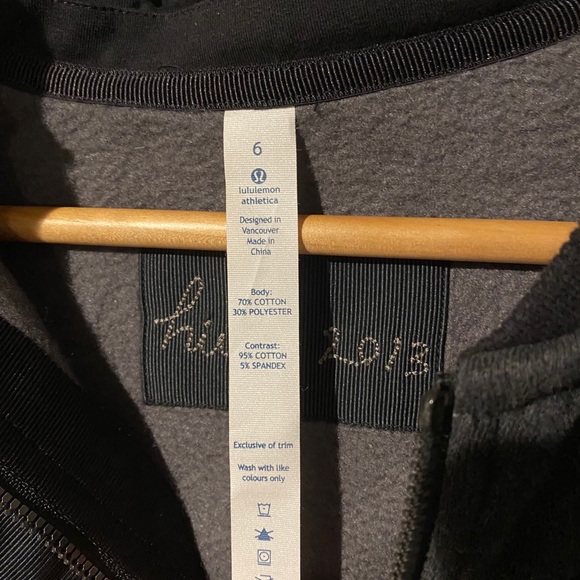 6
lululemon
athletica
Designed in
Vancouver
Made in
China
Body:
70% COTTON
30% POLYESTER
Contrast:
95% COTTON
5% SPANDEX
Exclusive of trim
Wash with like
colours only
2013